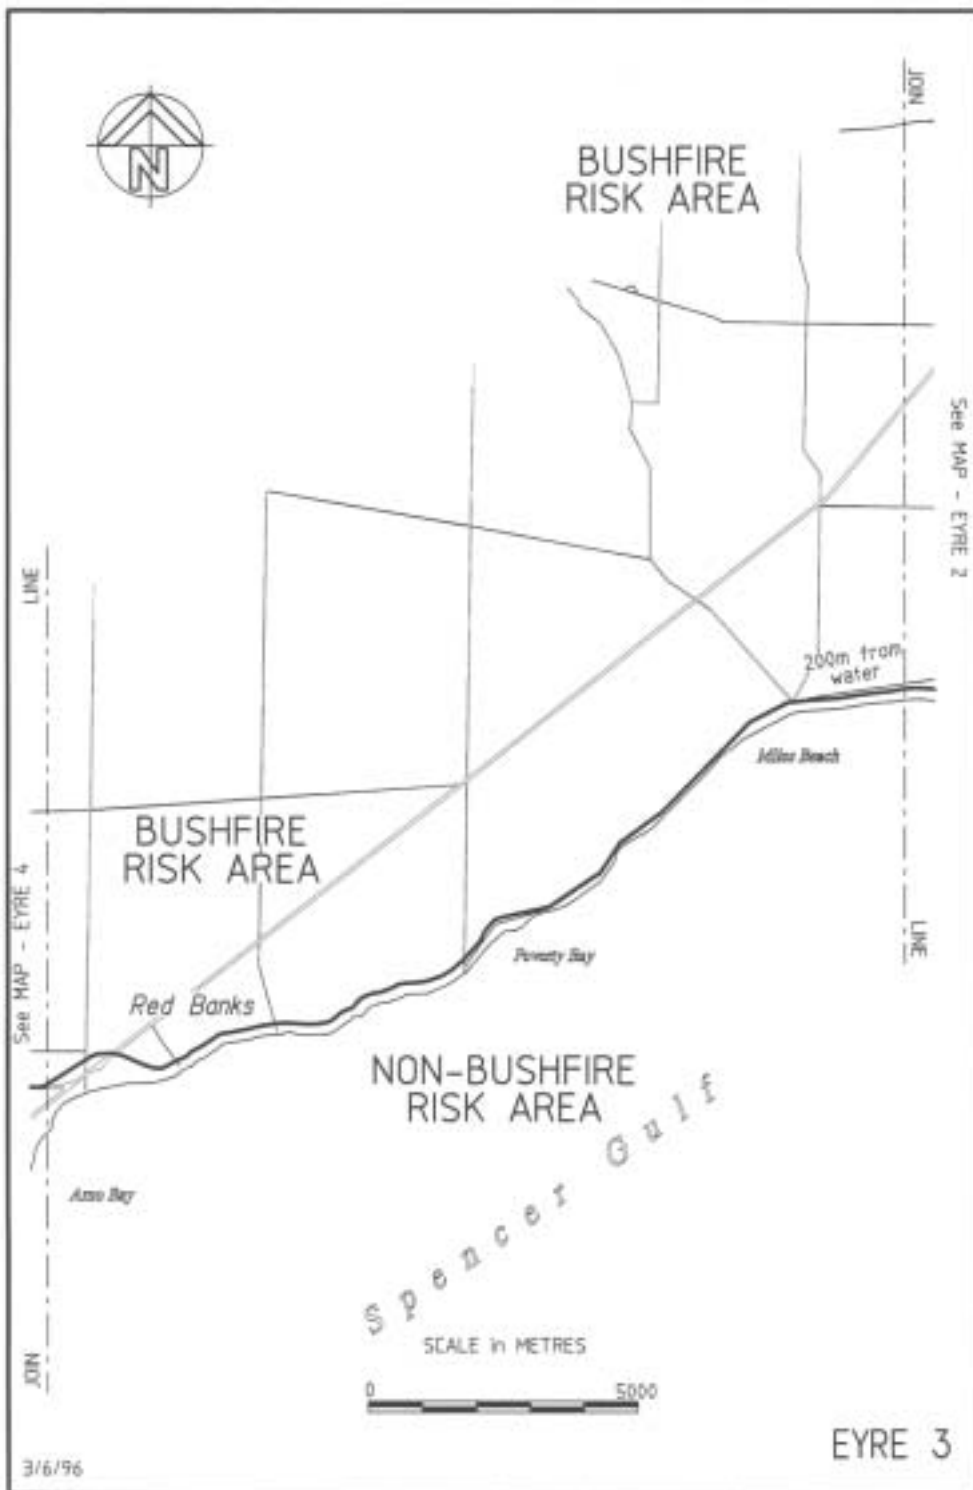 JOIN
N
BUSHFIRE
RISK AREA
See MAP - EYRE 2
LINE
200m from
water
Milne Beach
BUSHFIRE
RISK AREA
See MAP - EYRE 4
LINE
Poverty Bay
Red Banks
NON-BUSHFIRE
RISK AREA
Spencer Gulf
Arno Bay
SCALE in METRES
0 5000
JOIN
EYRE 3
3/6/96